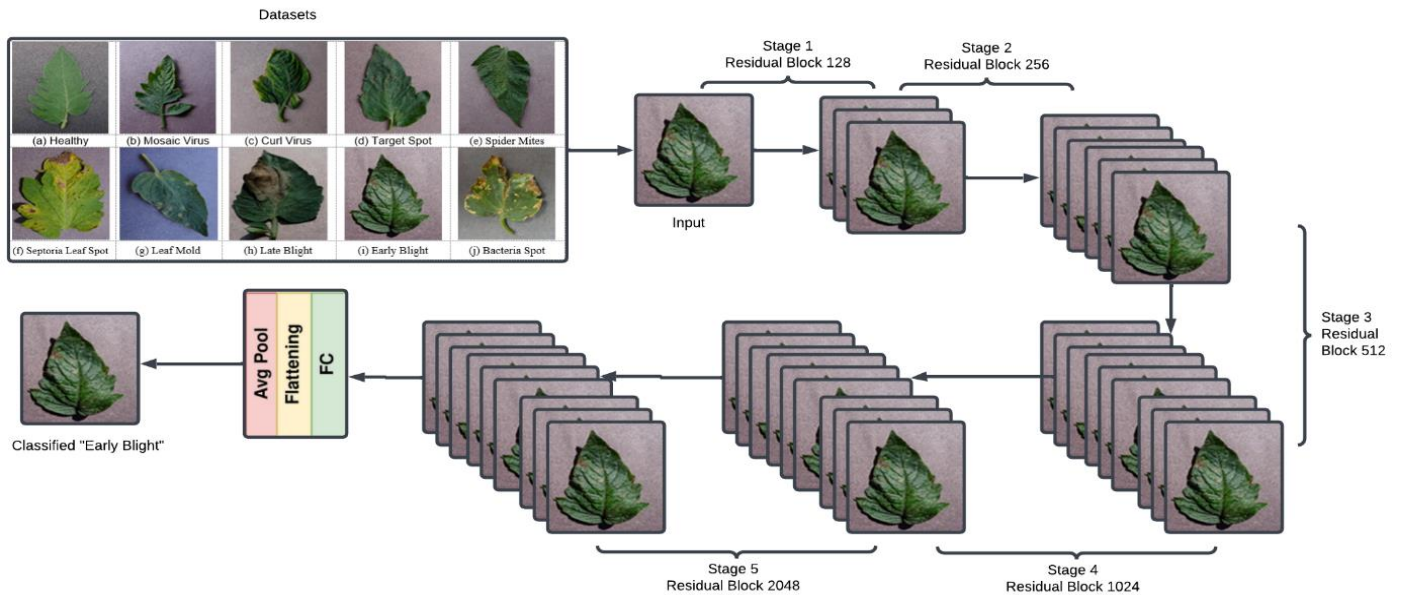 Datasets
(a) Healthy
(b) Mosaic Virus
(c) Curl Virus
(d) Target Spot
(e) Spider Mites
(f) Septoria Leaf Spot
(g) Leaf Mold
(h) Late Blight
(i) Early Blight
(j) Bacteria Spot
Input
Stage 1
Residual Block 128
Stage 2
Residual Block 256
Stage 3
Residual
Block 512
Stage 4
Residual Block 1024
Stage 5
Residual Block 2048
Avg Pool
Flattening
FC
Classified "Early Blight"